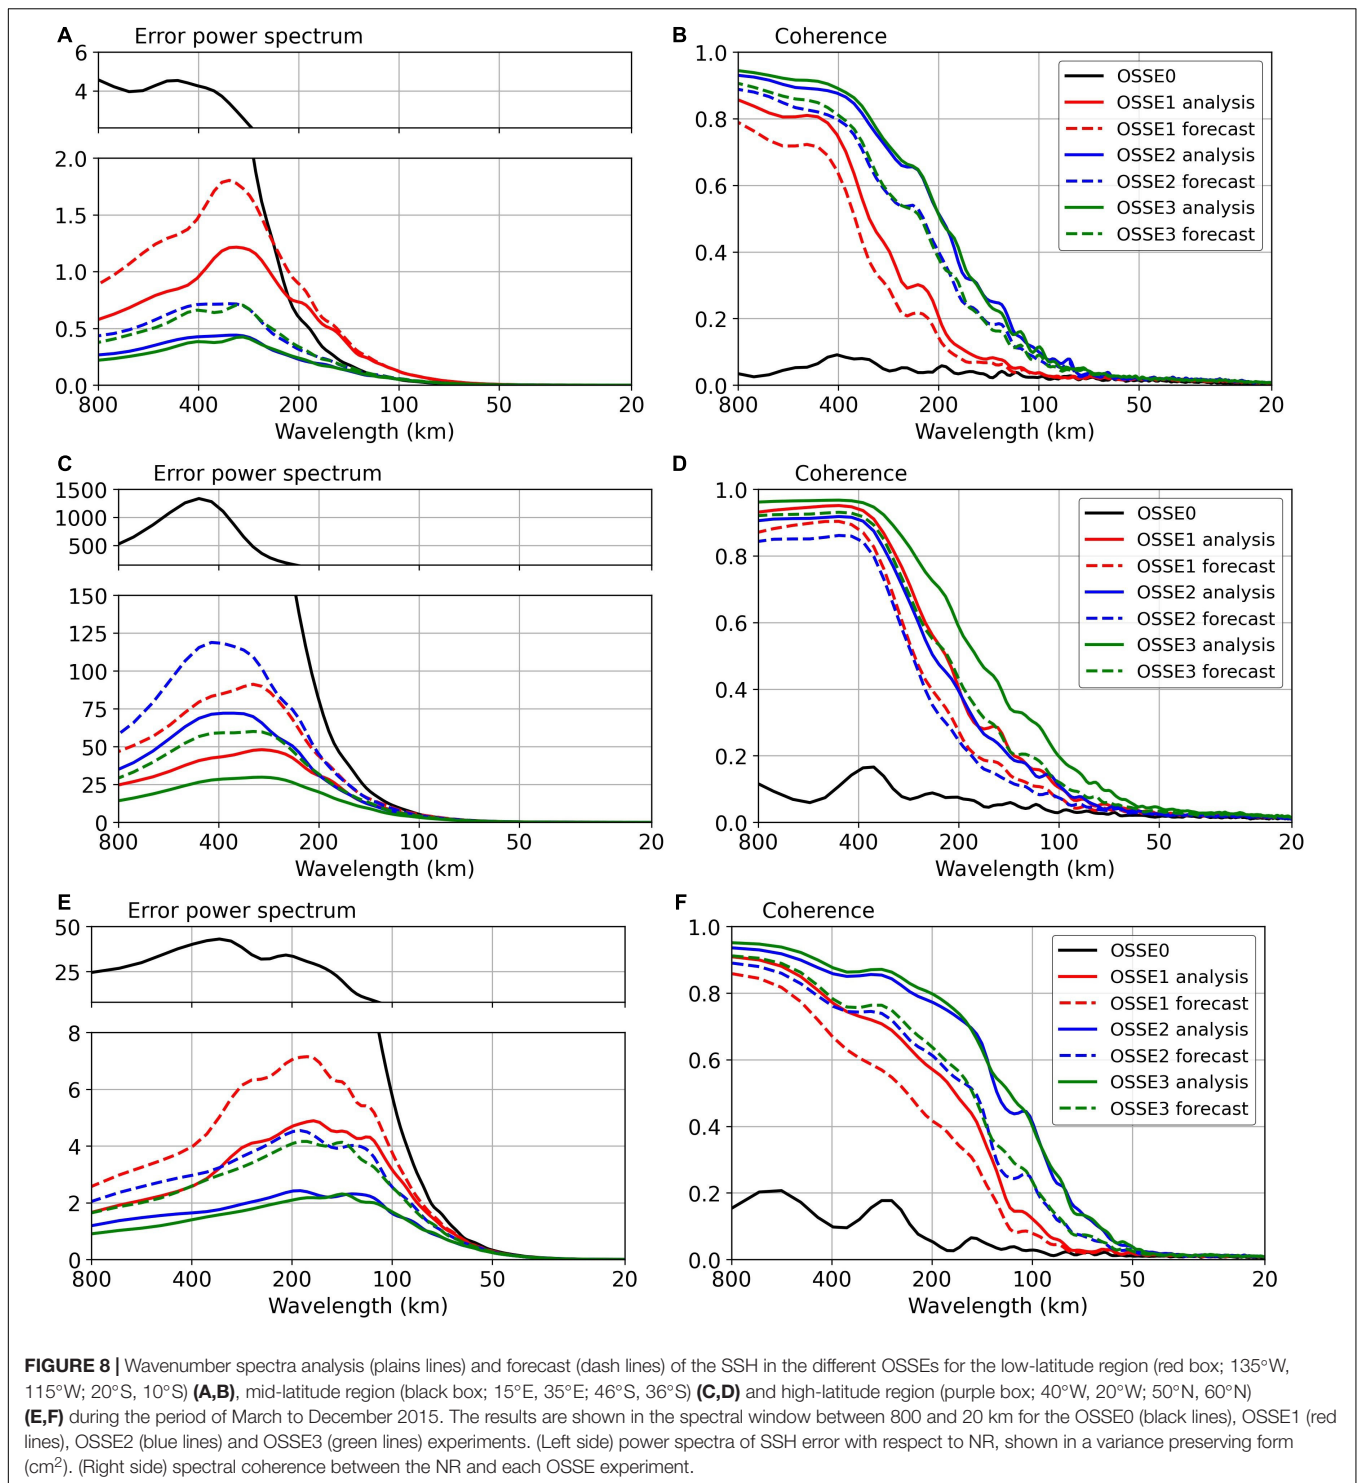 A
Error power spectrum
6
4
2.0
1.5
1.0
0.5
0.0
800 400 200 100 50 20
Wavelength (km)
B
Coherence
1.0
0.8
0.6
0.4
0.2
0.0
OSSE0
OSSE1 analysis
OSSE1 forecast
OSSE2 analysis
OSSE2 forecast
OSSE3 analysis
OSSE3 forecast
800 400 200 100 50 20
Wavelength (km)
C
Error power spectrum
1500
1000
500
150
125
100
75
50
25
0
800 400 200 100 50 20
Wavelength (km)
D
Coherence
1.0
0.8
0.6
0.4
0.2
0.0
OSSE0
OSSE1 analysis
OSSE1 forecast
OSSE2 analysis
OSSE2 forecast
OSSE3 analysis
OSSE3 forecast
800 400 200 100 50 20
Wavelength (km)
E
Error power spectrum
50
25
8
6
4
2
0
800 400 200 100 50 20
Wavelength (km)
F
Coherence
1.0
0.8
0.6
0.4
0.2
0.0
OSSE0
OSSE1 analysis
OSSE1 forecast
OSSE2 analysis
OSSE2 forecast
OSSE3 analysis
OSSE3 forecast
800 400 200 100 50 20
Wavelength (km)
FIGURE 8 | Wavenumber spectra analysis (plains lines) and forecast (dash lines) of the SSH in the different OSSEs for the low-latitude region (red box; 135°W,
115°W; 20°S, 10°S) (A,B), mid-latitude region (black box; 15°E, 35°E; 46°S, 36°S) (C,D) and high-latitude region (purple box; 40°W, 20°W; 50°N, 60°N)
(E,F) during the period of March to December 2015. The results are shown in the spectral window between 800 and 20 km for the OSSE0 (black lines), OSSE1 (red
lines), OSSE2 (blue lines) and OSSE3 (green lines) experiments. (Left side) power spectra of SSH error with respect to NR, shown in a variance preserving form
(cm²). (Right side) spectral coherence between the NR and each OSSE experiment.